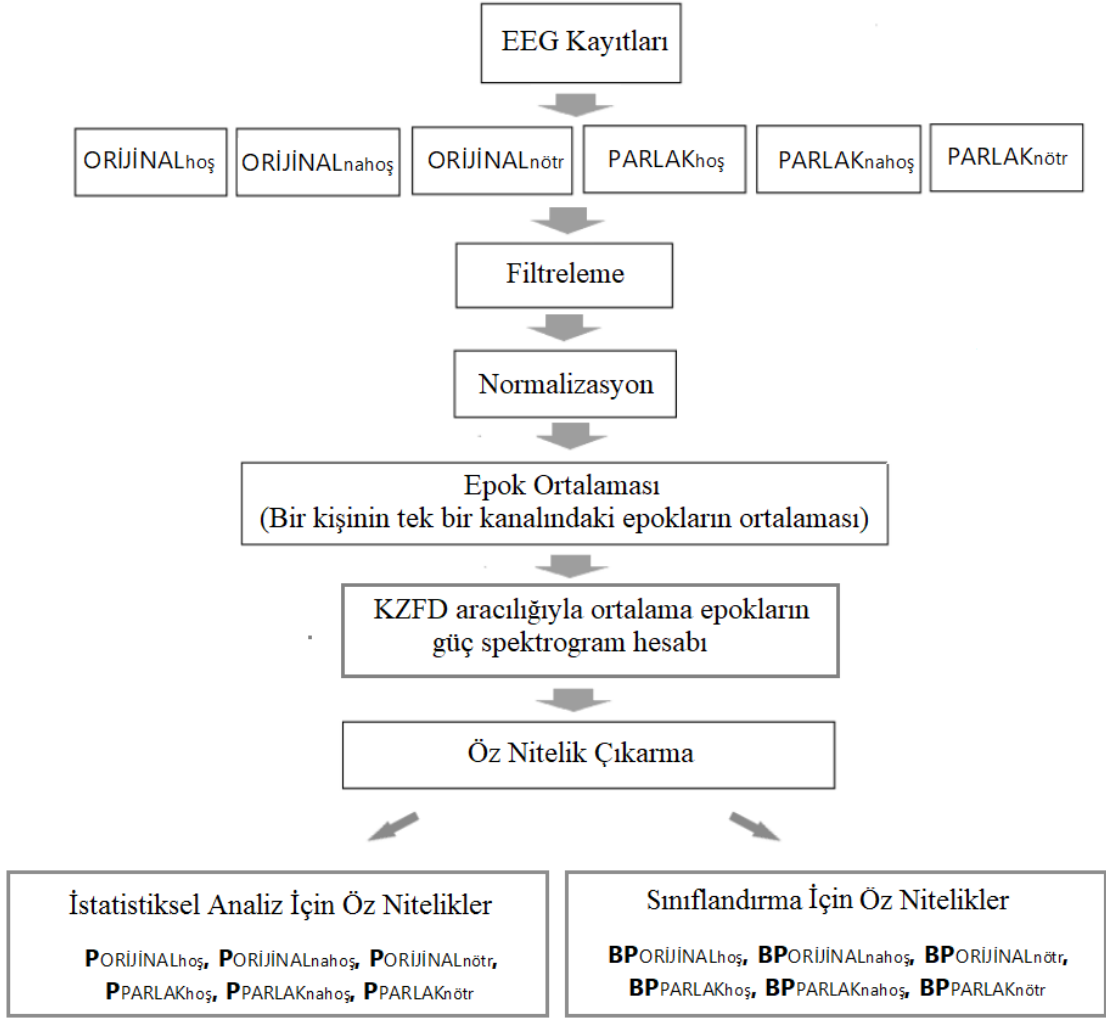 EEG Kayıtları
ORİJİNALhoş ORİJİNALnahoş ORİJİNALnötr PARLAKhoş PARLAKnahoş PARLAKnötr
Filtreleme
Normalizasyon
Epok Ortalaması
(Bir kişinin tek bir kanalındaki epokların ortalaması)
KZFD aracılığıyla ortalama epokların
güç spektrogram hesabı
Öz Nitelik Çıkarma
İstatistiksel Analiz İçin Öz Nitelikler
PORİJİNALhoş, PORİJİNALnahoş, PORİJİNALnötr,
PPARLAKhoş, PPARLAKnahoş, PPARLAKnötr
Sınıflandırma İçin Öz Nitelikler
BPORİJİNALhoş, BPORİJİNALnahoş, BPORİJİNALnötr,
BPPARLAKhoş, BPPARLAKnahoş, BPPARLAKnötr